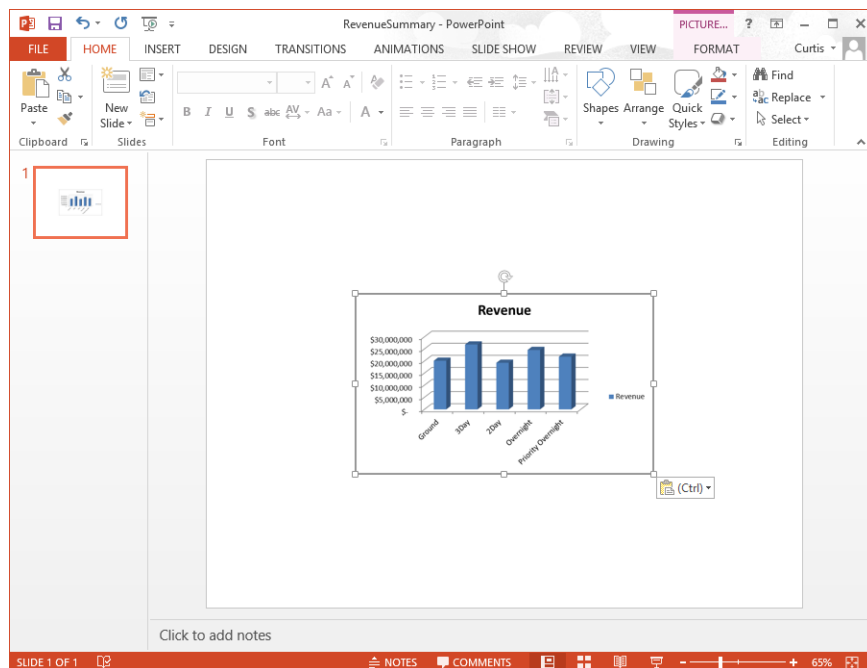 RevenueSummary - PowerPoint
PICTURE...
?
FILE HOME INSERT DESIGN TRANSITIONS ANIMATIONS SLIDE SHOW REVIEW VIEW FORMAT Curtis
Paste
New
Slide
B I U S abc AV Aa A
A A
Shapes Arrange Quick
Styles
Find
Replace
Select
Clipboard Slides Font Paragraph Drawing Editing
1
Revenue
$30,000,000
$25,000,000
$20,000,000
$15,000,000
$10,000,000
$5,000,000
$-
Ground 3Day 2Day Overnight Priority Overnight
Revenue
(Ctrl)
Click to add notes
SLIDE 1 OF 1 NOTES COMMENTS 65%